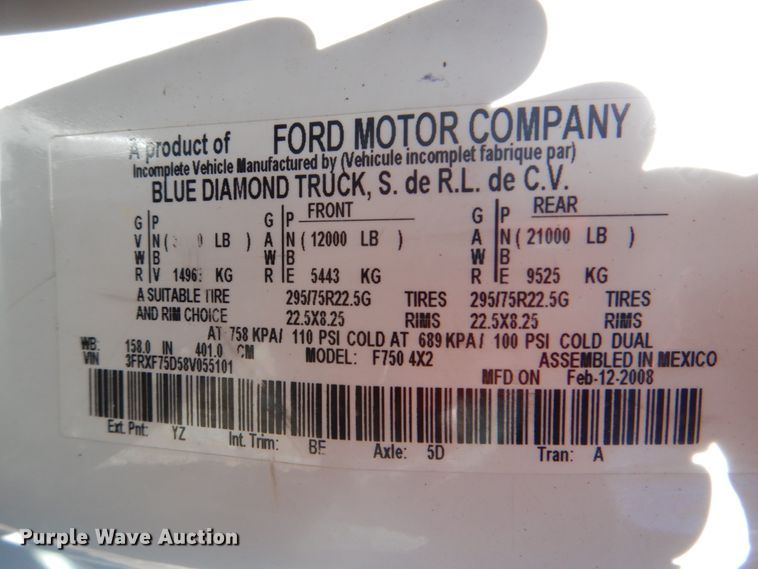 A product of FORD MOTOR COMPANY
Incomplete Vehicle Manufactured by (Vehicule incomplet fabrique par)
BLUE DIAMOND TRUCK, S. de R.L. de C.V.
FRONT REAR
G P G P G P
V N ( LB ) A N ( 12000 LB ) A N ( 21000 LB )
W B W B W B
R V KG R E 5443 KG R E 9525 KG
A SUITABLE TIRE 295/75R22.5G TIRES 295/75R22.5G TIRES
AND RIM CHOICE 22.5X8.25 RIMS 22.5X8.25 RIMS
AT 758 KPA/ 110 PSI COLD AT 689 KPA/ 100 PSI COLD DUAL
WB: 158.0 IN 401.0 CM MODEL: F750 4X2 ASSEMBLED IN MEXICO
VIN 3FRXF75D58V055101 MFD ON Feb-12-2008
Ext. Pnt: YZ Int. Trim: Axle: 5D Tran: A
Purple Wave Auction